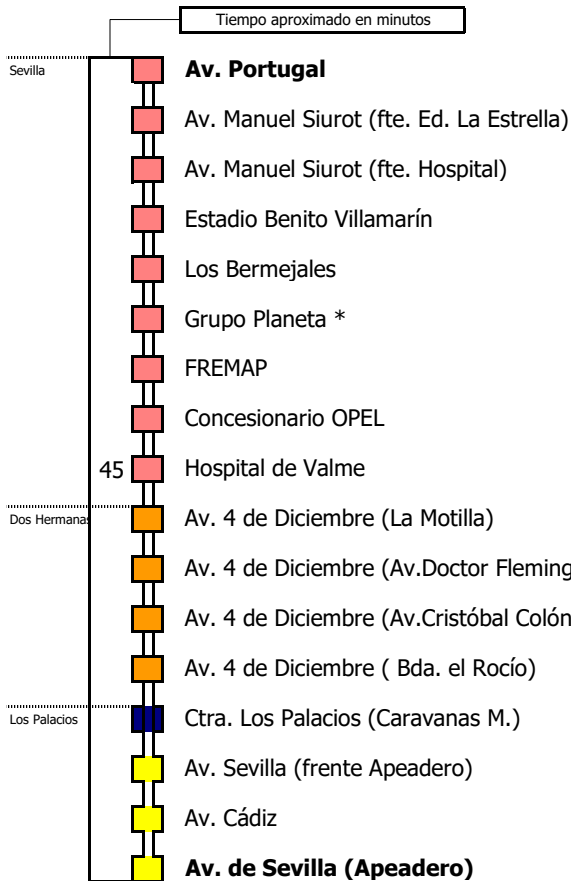 Tiempo aproximado en minutos
Sevilla
Av. Portugal
Av. Manuel Siurot (fte. Ed. La Estrella)
Av. Manuel Siurot (fte. Hospital)
Estadio Benito Villamarín
Los Bermejales
Grupo Planeta *
FREMAP
Concesionario OPEL
45 Hospital de Valme
Dos Hermanas
Av. 4 de Diciembre (La Motilla)
Av. 4 de Diciembre (Av.Doctor Fleming
Av. 4 de Diciembre (Av.Cristóbal Colón
Av. 4 de Diciembre ( Bda. el Rocío)
Los Palacios
Ctra. Los Palacios (Caravanas M.)
Av. Sevilla (frente Apeadero)
Av. Cádiz
Av. de Sevilla (Apeadero)